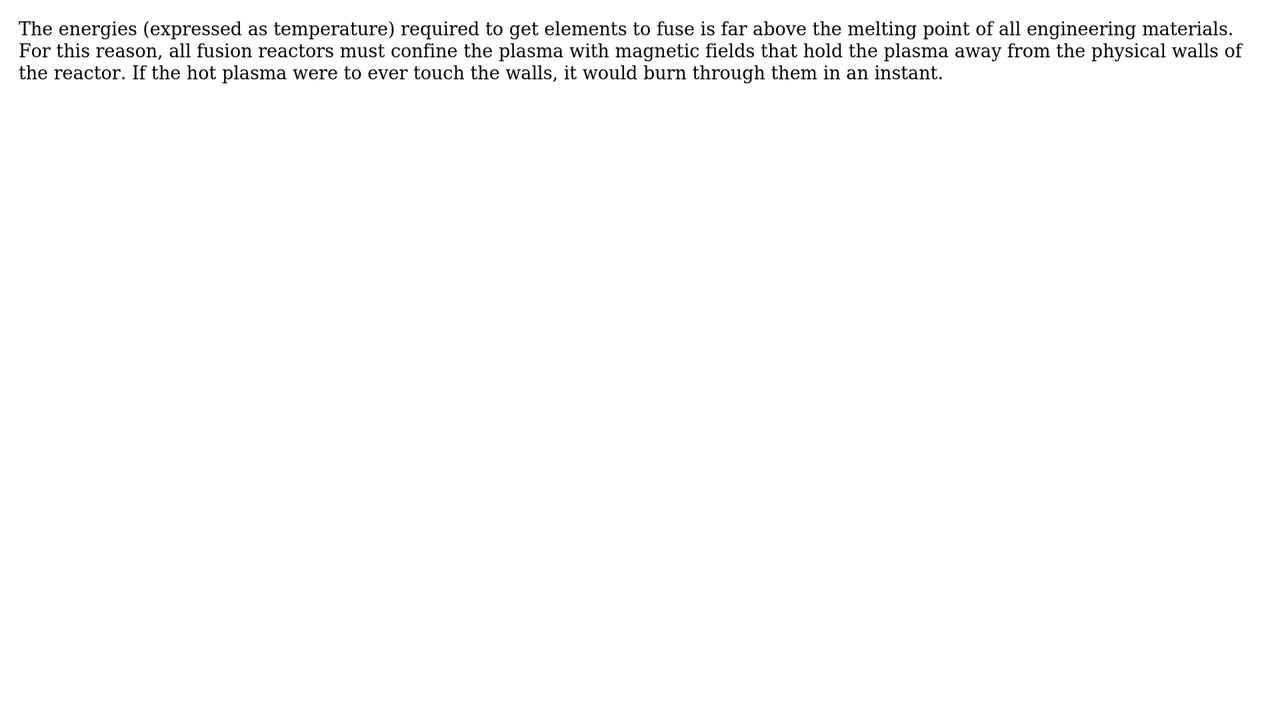 The energies (expressed as temperature) required to get elements to fuse is far above the melting point of all engineering materials.
For this reason, all fusion reactors must confine the plasma with magnetic fields that hold the plasma away from the physical walls of
the reactor. If the hot plasma were to ever touch the walls, it would burn through them in an instant.